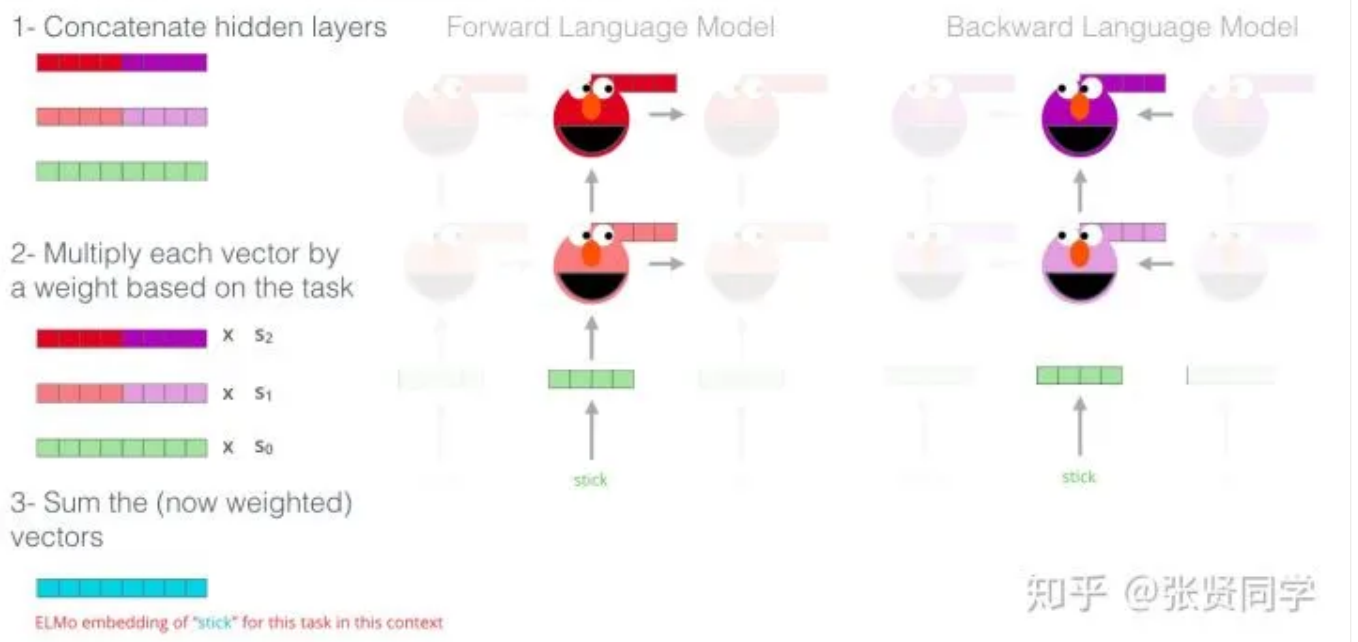 1- Concatenate hidden layers
Forward Language Model
Backward Language Model
2- Multiply each vector by
a weight based on the task
x s2
x s1
x s0
stick
stick
3- Sum the (now weighted)
vectors
ELMo embedding of "stick" for this task in this context
知乎 @张贤同学